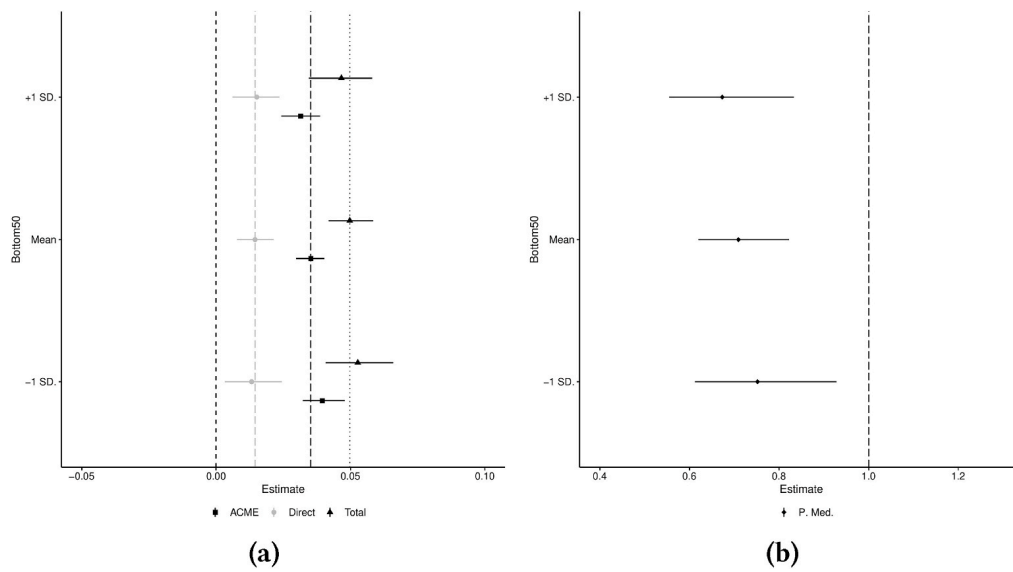 +1 SD.
Mean
−1 SD.
Bottom50
−0.05 0.00 0.05 0.10
Estimate
ACME Direct Total
(a)
+1 SD.
Mean
−1 SD.
Bottom50
0.4 0.6 0.8 1.0 1.2
Estimate
P. Med.
(b)